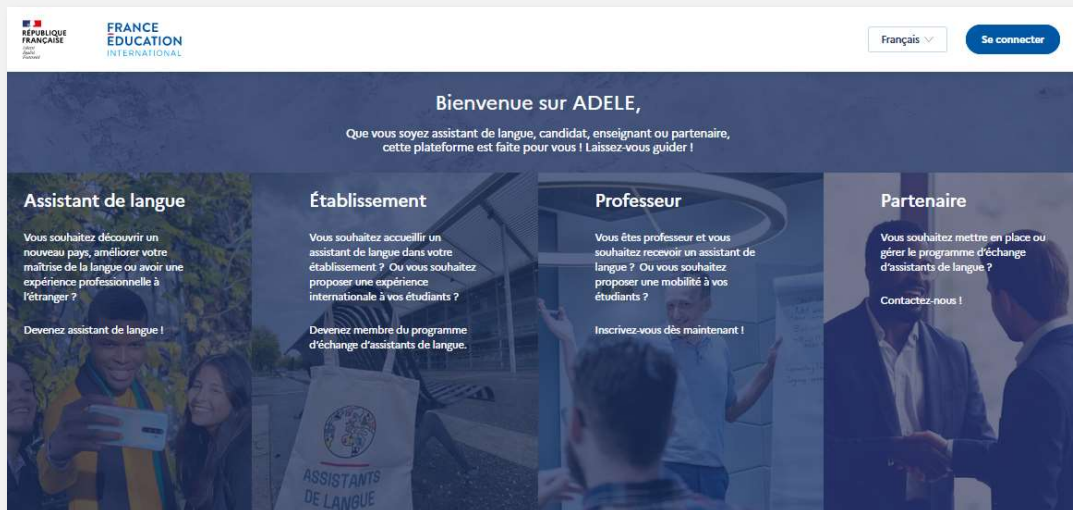 RÉPUBLIQUE
FRANÇAISE
FRANCE
ÉDUCATION
INTERNATIONAL
Français
Se connecter
Bienvenue sur ADELE,
Que vous soyez assistant de langue, candidat, enseignant ou partenaire,
cette plateforme est faite pour vous ! Laissez-vous guider !
Assistant de langue
Vous souhaitez découvrir un
nouveau pays, améliorer votre
maîtrise de la langue ou avoir une
expérience professionnelle à
l'étranger ?
Devenez assistant de langue !
Établissement
Vous souhaitez accueillir un
assistant de langue dans votre
établissement ? Ou vous souhaitez
proposer une expérience
internationale à vos étudiants ?
Devenez membre du programme
d'échange d'assistants de langue.
ASSISTANTS
DE LANGUE
Professeur
Vous êtes professeur et vous
souhaitez recevoir un assistant de
langue ? Ou vous souhaitez
proposer une mobilité à vos
étudiants ?
Inscrivez-vous dès maintenant !
Partenaire
Vous souhaitez mettre en place ou
gérer le programme d'échange
d'assistants de langue ?
Contactez-nous !